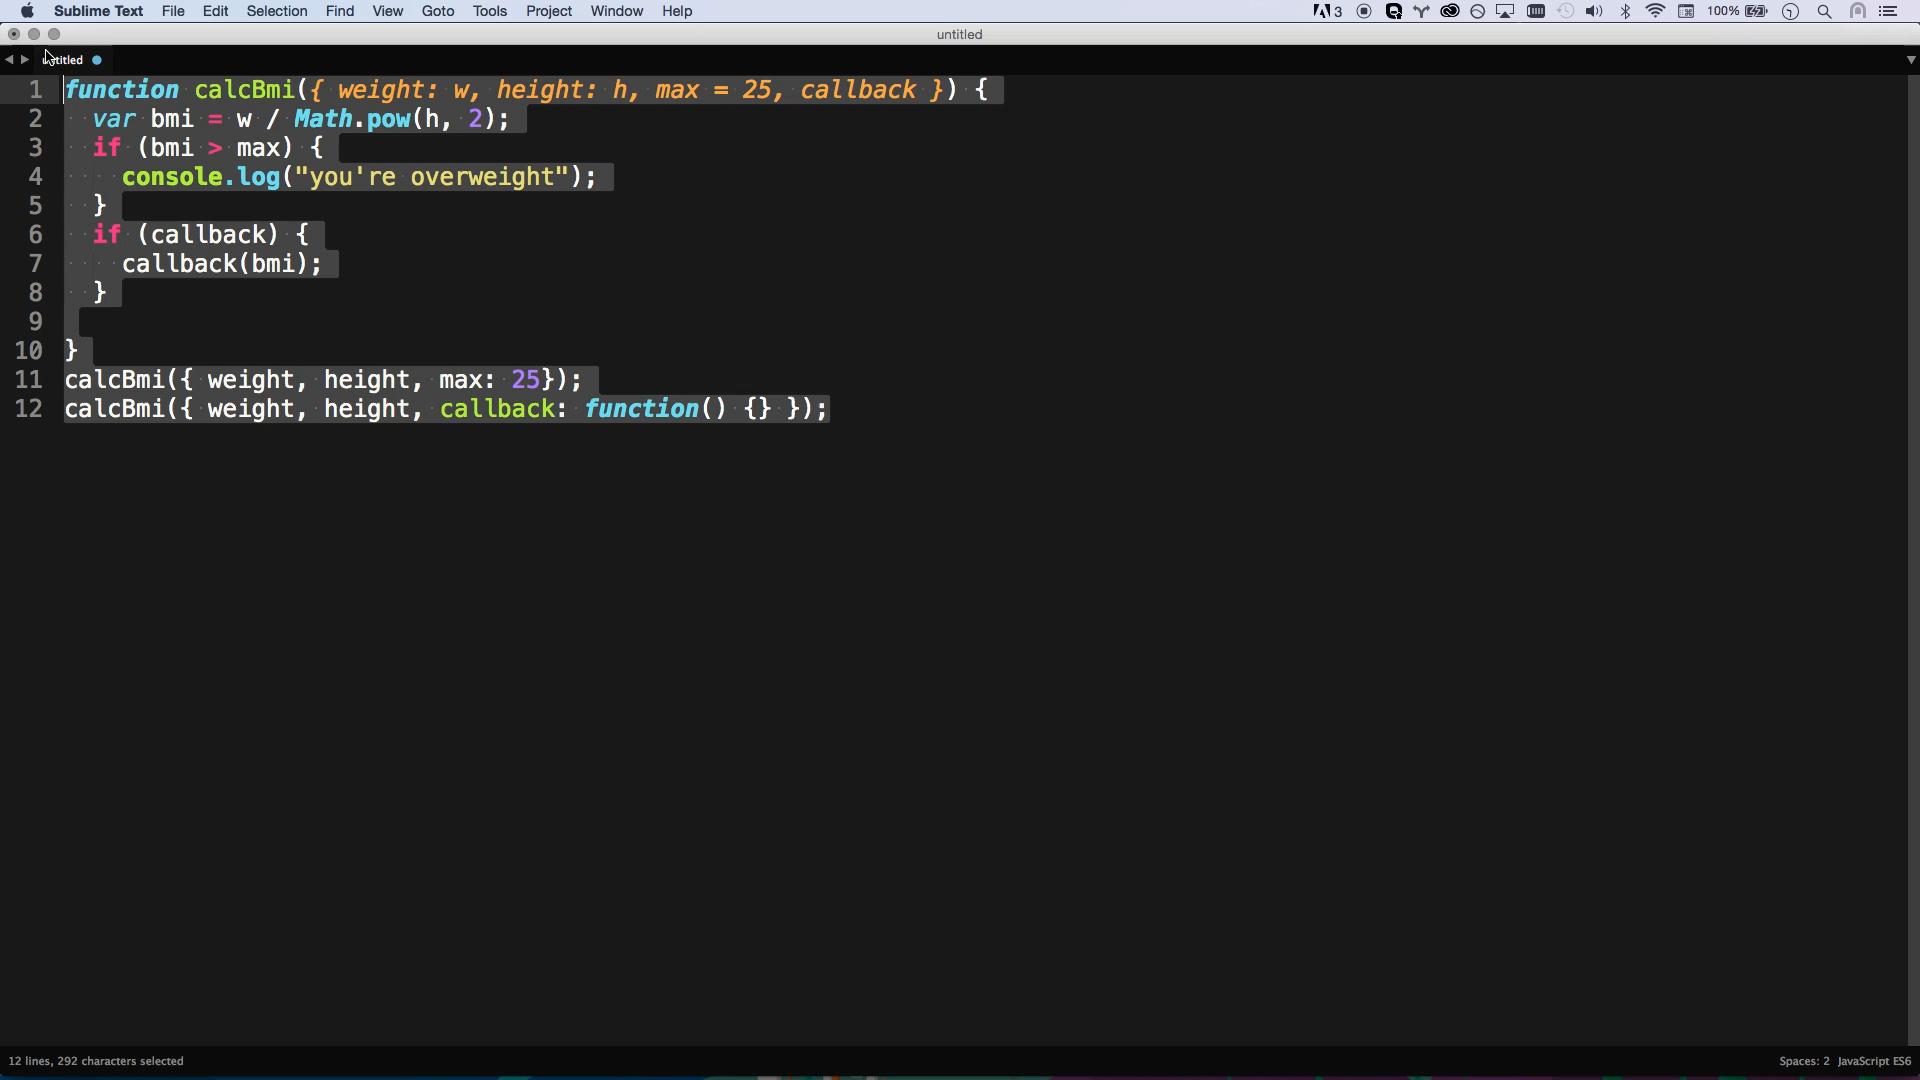 Sublime Text File Edit Selection Find View Goto Tools Project Window Help 3 100%
untitled
untitled
1 function calcBmi({ weight: w, height: h, max = 25, callback }) {
2 var bmi = w / Math.pow(h, 2);
3 if (bmi > max) {
4 console.log("you're overweight");
5 }
6 if (callback) {
7 callback(bmi);
8 }
9
10 }
11 calcBmi({ weight, height, max: 25});
12 calcBmi({ weight, height, callback: function() {} });
12 lines, 292 characters selected
Spaces: 2 JavaScript ES6